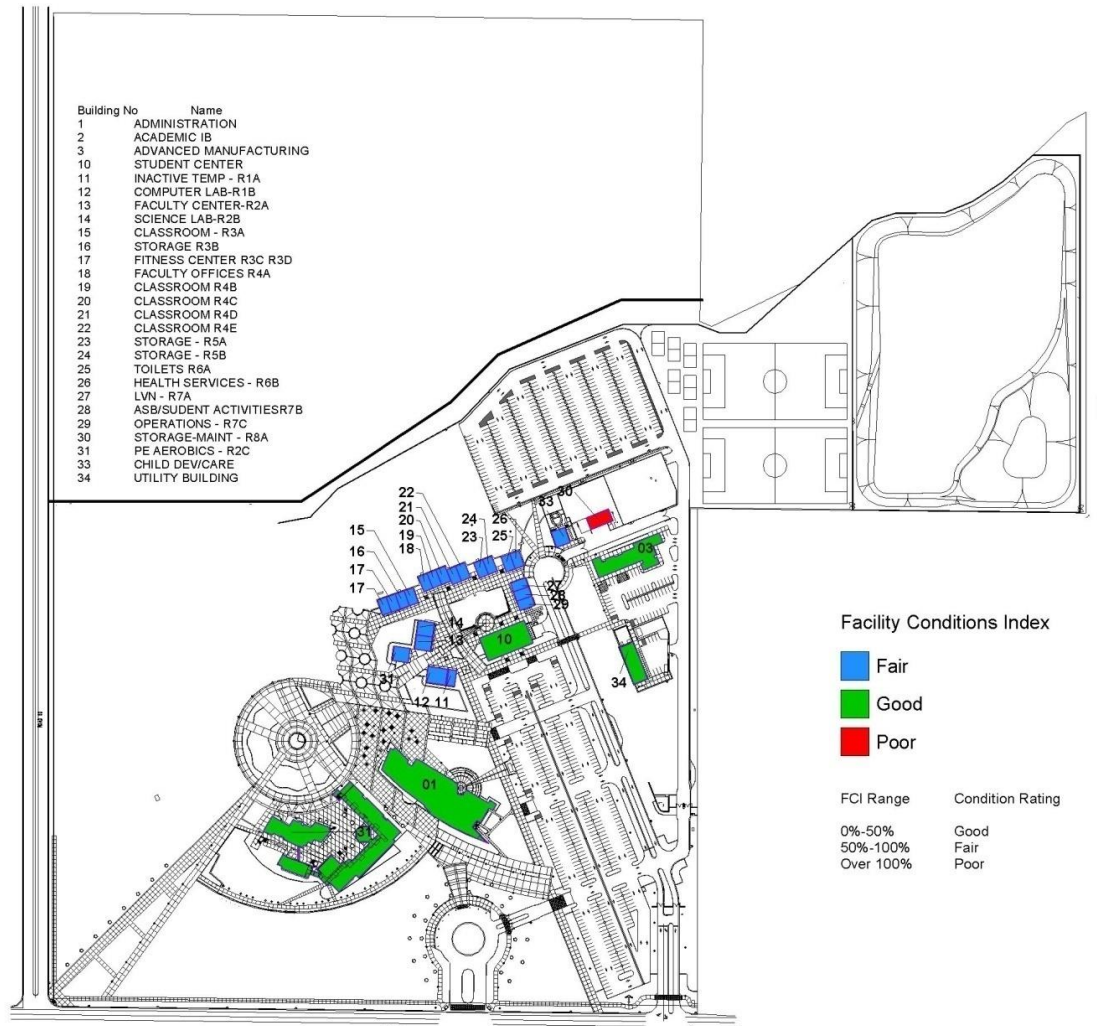 Building No Name
1 ADMINISTRATION
2 ACADEMIC IB
3 ADVANCED MANUFACTURING
10 STUDENT CENTER
11 INACTIVE TEMP - R1A
12 COMPUTER LAB-R1B
13 FACULTY CENTER-R2A
14 SCIENCE LAB-R2B
15 CLASSROOM - R3A
16 STORAGE R3B
17 FITNESS CENTER R3C R3D
18 FACULTY OFFICES R4A
19 CLASSROOM R4B
20 CLASSROOM R4C
21 CLASSROOM R4D
22 CLASSROOM R4E
23 STORAGE - R5A
24 STORAGE - R5B
25 TOILETS R6A
26 HEALTH SERVICES - R6B
27 LVN - R7A
28 ASB/SUDENT ACTIVITIESR7B
29 OPERATIONS - R7C
30 STORAGE-MAINT - R8A
31 PE AEROBICS - R2C
33 CHILD DEV/CARE
34 UTILITY BUILDING
30
33
22
21
20
19
18
24
23
26
25
15
16
17
17
03
27
28
29
14
13
10
31
12 11
34
01
31
Facility Conditions Index
Fair
Good
Poor
FCI Range Condition Rating
0%-50% Good
50%-100% Fair
Over 100% Poor